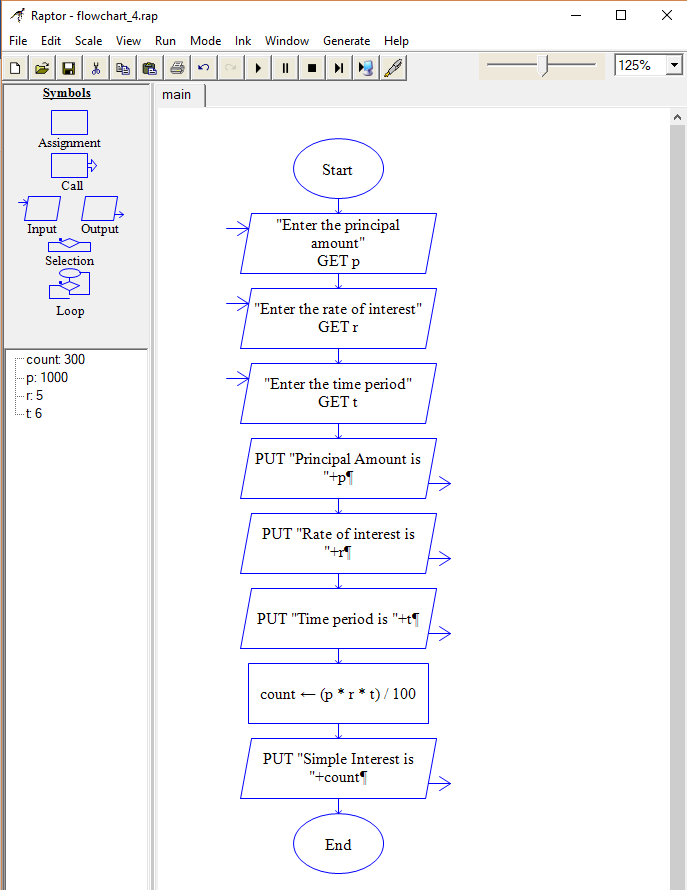 Raptor - flowchart_4.rap
File Edit Scale View Run Mode Ink Window Generate Help
125%
Symbols
Assignment
Call
Input Output
Selection
Loop
count: 300
p: 1000
r: 5
t: 6
main
Start
"Enter the principal
amount"
GET p
"Enter the rate of interest"
GET r
"Enter the time period"
GET t
PUT "Principal Amount is
"+p¶
PUT "Rate of interest is
"+r¶
PUT "Time period is "+t¶
count ← (p * r * t) / 100
PUT "Simple Interest is
"+count¶
End